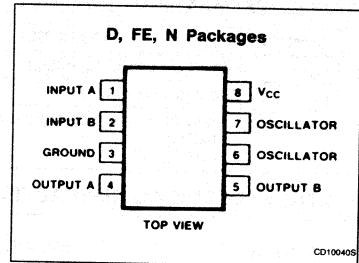 D, FE, N Packages
INPUT A 1
8 VCC
INPUT B 2
7 OSCILLATOR
GROUND 3
6 OSCILLATOR
OUTPUT A 4
5 OUTPUT B
TOP VIEW
CD10040S